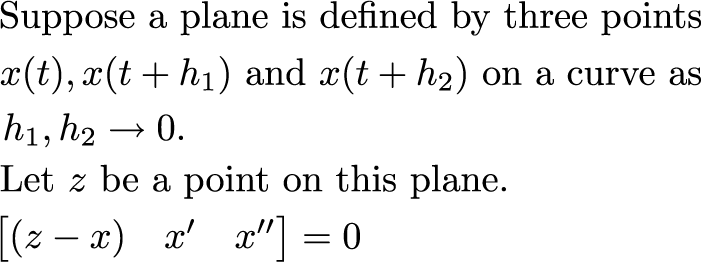 Suppose a plane is defined by three points
x(t), x(t + h₁) and x(t + h₂) on a curve as
h₁, h₂ → 0.
Let z be a point on this plane.
[(z − x) x′ x″] = 0